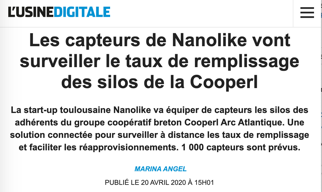 L'USINEDIGITALE
Les capteurs de Nanolike vont
surveiller le taux de remplissage
des silos de la Cooperl
La start-up toulousaine Nanolike va équiper de capteurs les silos des
adhérents du groupe coopératif breton Cooperl Arc Atlantique. Une
solution connectée pour surveiller à distance les taux de remplissage
et faciliter les réapprovisionnements. 1 000 capteurs sont prévus.
MARINA ANGEL
PUBLIÉ LE 20 AVRIL 2020 À 15H01